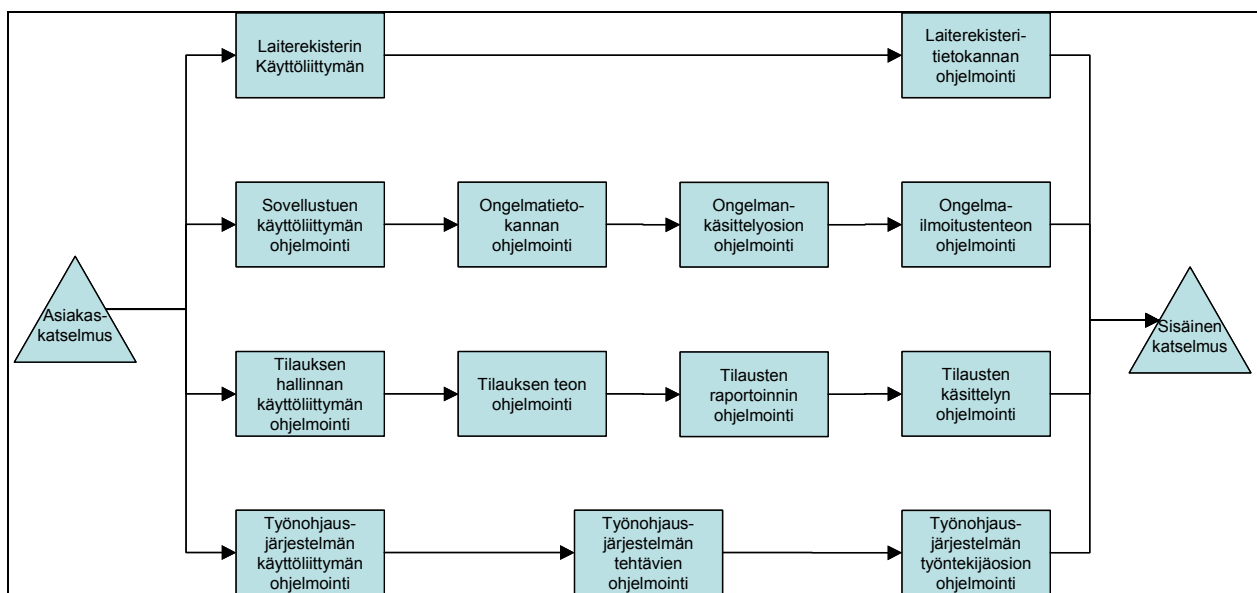 Laiterekisterin
Käyttöliittymän
Laiterekisteri-
tietokannan
ohjelmointi
Sovellustuen
käyttöliittymän
ohjelmointi
Ongelmatieto-
kannan
ohjelmointi
Ongelman-
käsittelyosion
ohjelmointi
Ongelma-
ilmoitustenteon
ohjelmointi
Asiakas-
katselmus
Sisäinen
katselmus
Tilauksen
hallinnan
käyttöliittymän
ohjelmointi
Tilauksen teon
ohjelmointi
Tilausten
raportoinnin
ohjelmointi
Tilausten
käsittelyn
ohjelmointi
Työnohjaus-
järjestelmän
käyttöliittymän
ohjelmointi
Työnohjaus-
järjestelmän
tehtävien
ohjelmointi
Työnohjaus-
järjestelmän
työntekijäosion
ohjelmointi